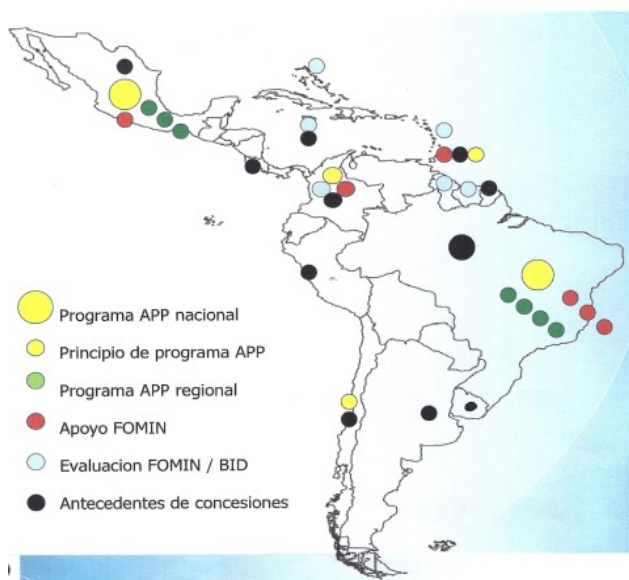 Programa APP nacional
Principio de programa APP
Programa APP regional
Apoyo FOMIN
Evaluacion FOMIN / BID
Antecedentes de concesiones